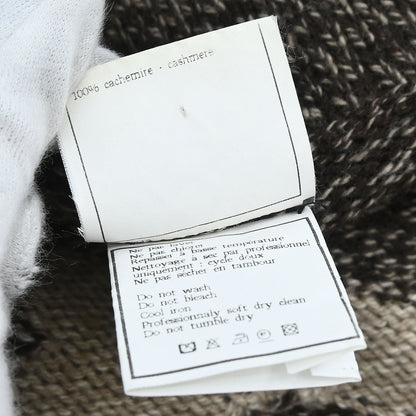 100% cachemire - cashmere
Ne pas laver
Ne pas chlorer
Repasser à basse température
Nettoyage à sec par professionnel
uniquement : cycle doux
Ne pas sécher en tambour
Do not wash
Do not bleach
Cool iron
Professionnaly soft dry clean
Do not tumble dry